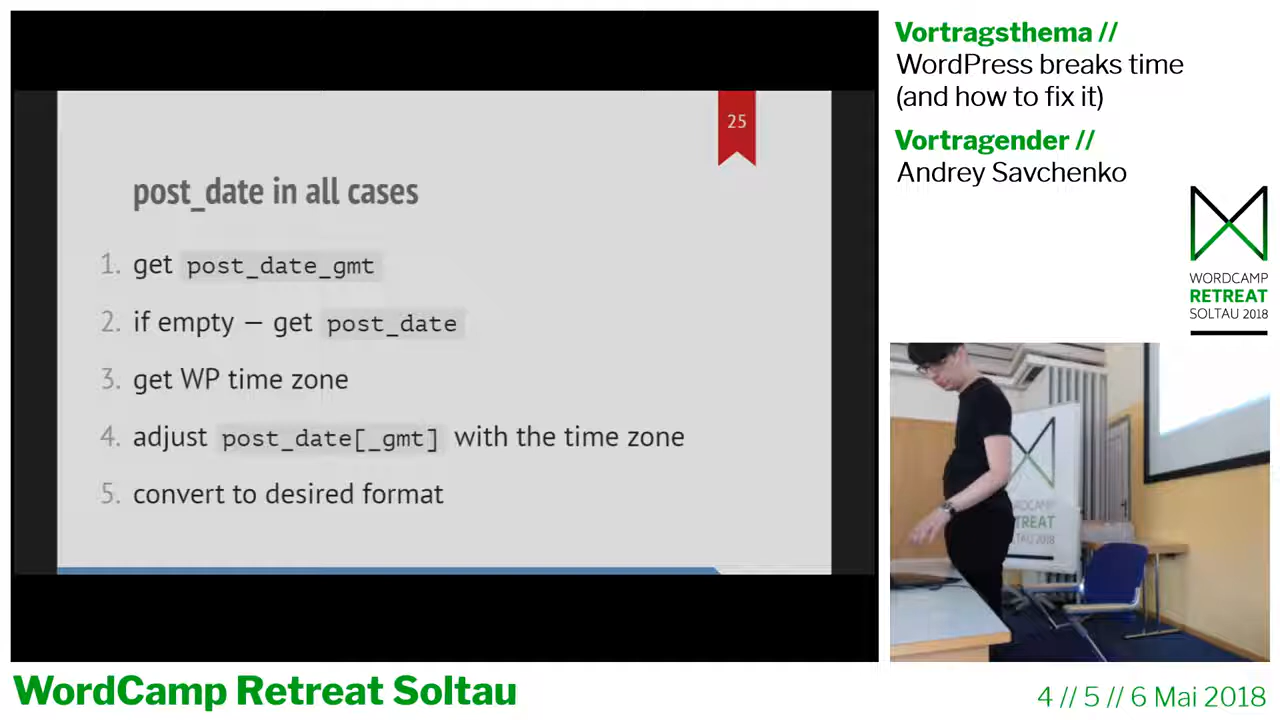 25
post_date in all cases
1. get post_date_gmt
2. if empty — get post_date
3. get WP time zone
4. adjust post_date[_gmt] with the time zone
5. convert to desired format
Vortragsthema //
WordPress breaks time
(and how to fix it)
Vortragender //
Andrey Savchenko
WORDCAMP
RETREAT
SOLTAU 2018
WordCamp Retreat Soltau
4 // 5 // 6 Mai 2018